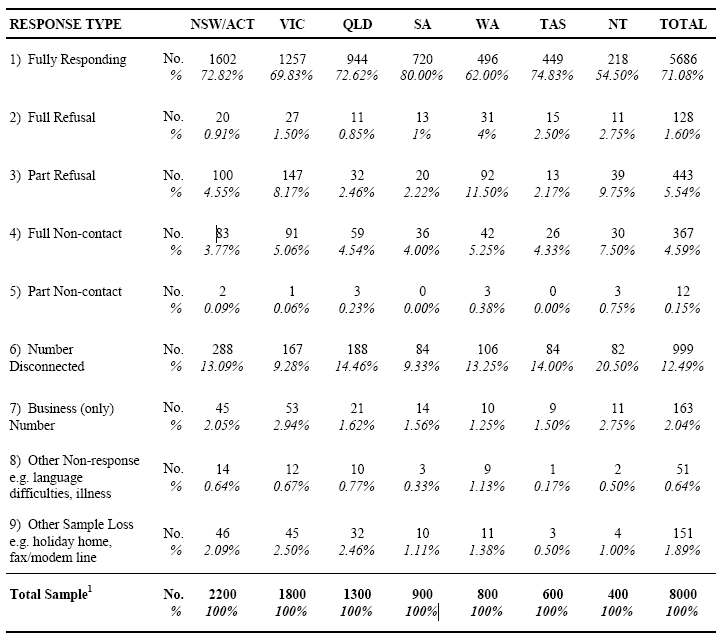 RESPONSE TYPE NSW/ACT VIC QLD SA WA TAS NT TOTAL
1) Fully Responding No. 1602 1257 944 720 496 449 218 5686
% 72.82% 69.83% 72.62% 80.00% 62.00% 74.83% 54.50% 71.08%
2) Full Refusal No. 20 27 11 13 31 15 11 128
% 0.91% 1.50% 0.85% 1% 4% 2.50% 2.75% 1.60%
3) Part Refusal No. 100 147 32 20 92 13 39 443
% 4.55% 8.17% 2.46% 2.22% 11.50% 2.17% 9.75% 5.54%
4) Full Non-contact No. 83 91 59 36 42 26 30 367
% 3.77% 5.06% 4.54% 4.00% 5.25% 4.33% 7.50% 4.59%
5) Part Non-contact No. 2 1 3 0 3 0 3 12
% 0.09% 0.06% 0.23% 0.00% 0.38% 0.00% 0.75% 0.15%
6) Number No. 288 167 188 84 106 84 82 999
Disconnected % 13.09% 9.28% 14.46% 9.33% 13.25% 14.00% 20.50% 12.49%
7) Business (only) No. 45 53 21 14 10 9 11 163
Number % 2.05% 2.94% 1.62% 1.56% 1.25% 1.50% 2.75% 2.04%
8) Other Non-response
e.g. language No. 14 12 10 3 9 1 2 51
difficulties, illness % 0.64% 0.67% 0.77% 0.33% 1.13% 0.17% 0.50% 0.64%
9) Other Sample Loss
e.g. holiday home, No. 46 45 32 10 11 3 4 151
fax/modem line % 2.09% 2.50% 2.46% 1.11% 1.38% 0.50% 1.00% 1.89%
Total Sample¹ No. 2200 1800 1300 900 800 600 400 8000
% 100% 100% 100% 100% 100% 100% 100% 100%